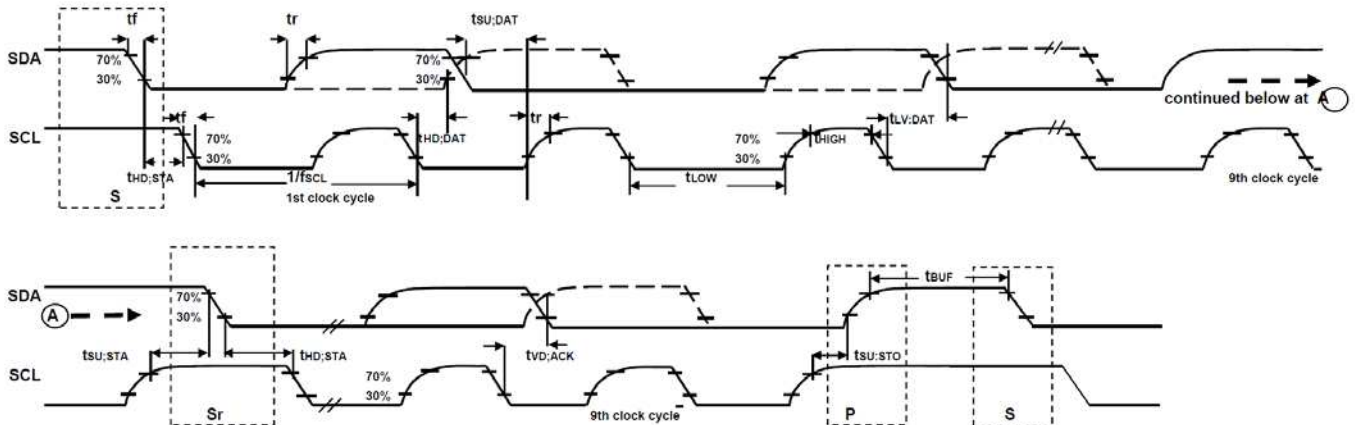 tf tr tSU;DAT
SDA 70% 70%
30% 30%
continued below at A
tf tHD;DAT tr tLV;DAT
SCL 70% 70% tHIGH
30% 30%
tHD;STA 1/fSCL tLOW
S 1st clock cycle 9th clock cycle
tBUF
SDA 70%
A 30%
tSU;STA tHD;STA tVD;ACK tSU:STO
SCL 70%
30%
Sr 9th clock cycle P S